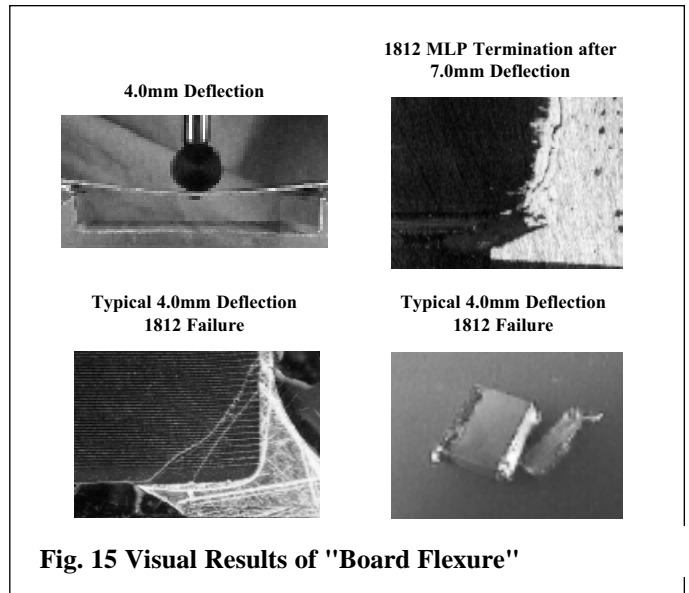 4.0mm Deflection
1812 MLP Termination after
7.0mm Deflection
Typical 4.0mm Deflection
1812 Failure
Typical 4.0mm Deflection
1812 Failure
Fig. 15 Visual Results of "Board Flexure"